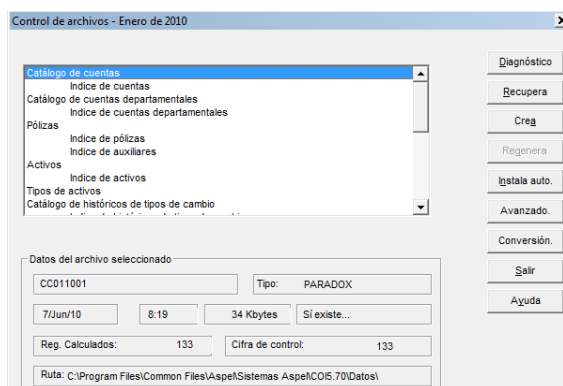 Control de archivos - Enero de 2010
Catálogo de cuentas
Indice de cuentas
Catálogo de cuentas departamentales
Indice de cuentas departamentales
Pólizas
Indice de pólizas
Indice de auxiliares
Activos
Indice de activos
Tipos de activos
Catálogo de históricos de tipos de cambio
Diagnóstico
Recupera
Crea
Regenera
Instala auto.
Avanzado.
Conversión.
Salir
Ayuda
Datos del archivo seleccionado
CC011001
Tipo: PARADOX
7/Jun/10 8:19 34 Kbytes Sí existe...
Reg. Calculados: 133 Cifra de control: 133
Ruta: C:\Program Files\Common Files\Aspel\Sistemas Aspel\COI5.70\Datos\